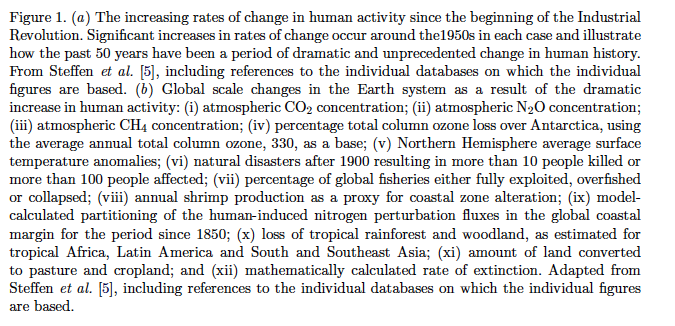 Figure 1. (a) The increasing rates of change in human activity since the beginning of the Industrial
Revolution. Significant increases in rates of change occur around the1950s in each case and illustrate
how the past 50 years have been a period of dramatic and unprecedented change in human history.
From Steffen et al. [5], including references to the individual databases on which the individual
figures are based. (b) Global scale changes in the Earth system as a result of the dramatic
increase in human activity: (i) atmospheric CO₂ concentration; (ii) atmospheric N₂O concentration;
(iii) atmospheric CH₄ concentration; (iv) percentage total column ozone loss over Antarctica, using
the average annual total column ozone, 330, as a base; (v) Northern Hemisphere average surface
temperature anomalies; (vi) natural disasters after 1900 resulting in more than 10 people killed or
more than 100 people affected; (vii) percentage of global fisheries either fully exploited, overfished
or collapsed; (viii) annual shrimp production as a proxy for coastal zone alteration; (ix) model-
calculated partitioning of the human-induced nitrogen perturbation fluxes in the global coastal
margin for the period since 1850; (x) loss of tropical rainforest and woodland, as estimated for
tropical Africa, Latin America and South and Southeast Asia; (xi) amount of land converted
to pasture and cropland; and (xii) mathematically calculated rate of extinction. Adapted from
Steffen et al. [5], including references to the individual databases on which the individual figures
are based.